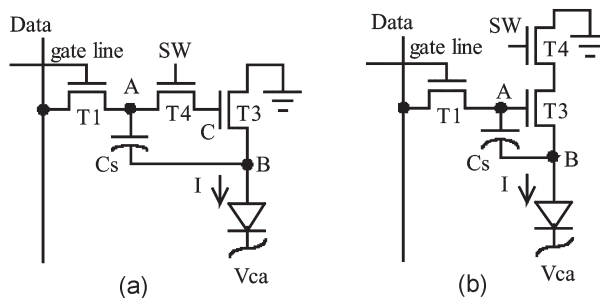 Data
gate line
SW
A
T1
T4
C
T3
Cs
B
I
Vca
(a)
Data
SW
gate line
T4
A
T1
T3
Cs
B
I
Vca
(b)